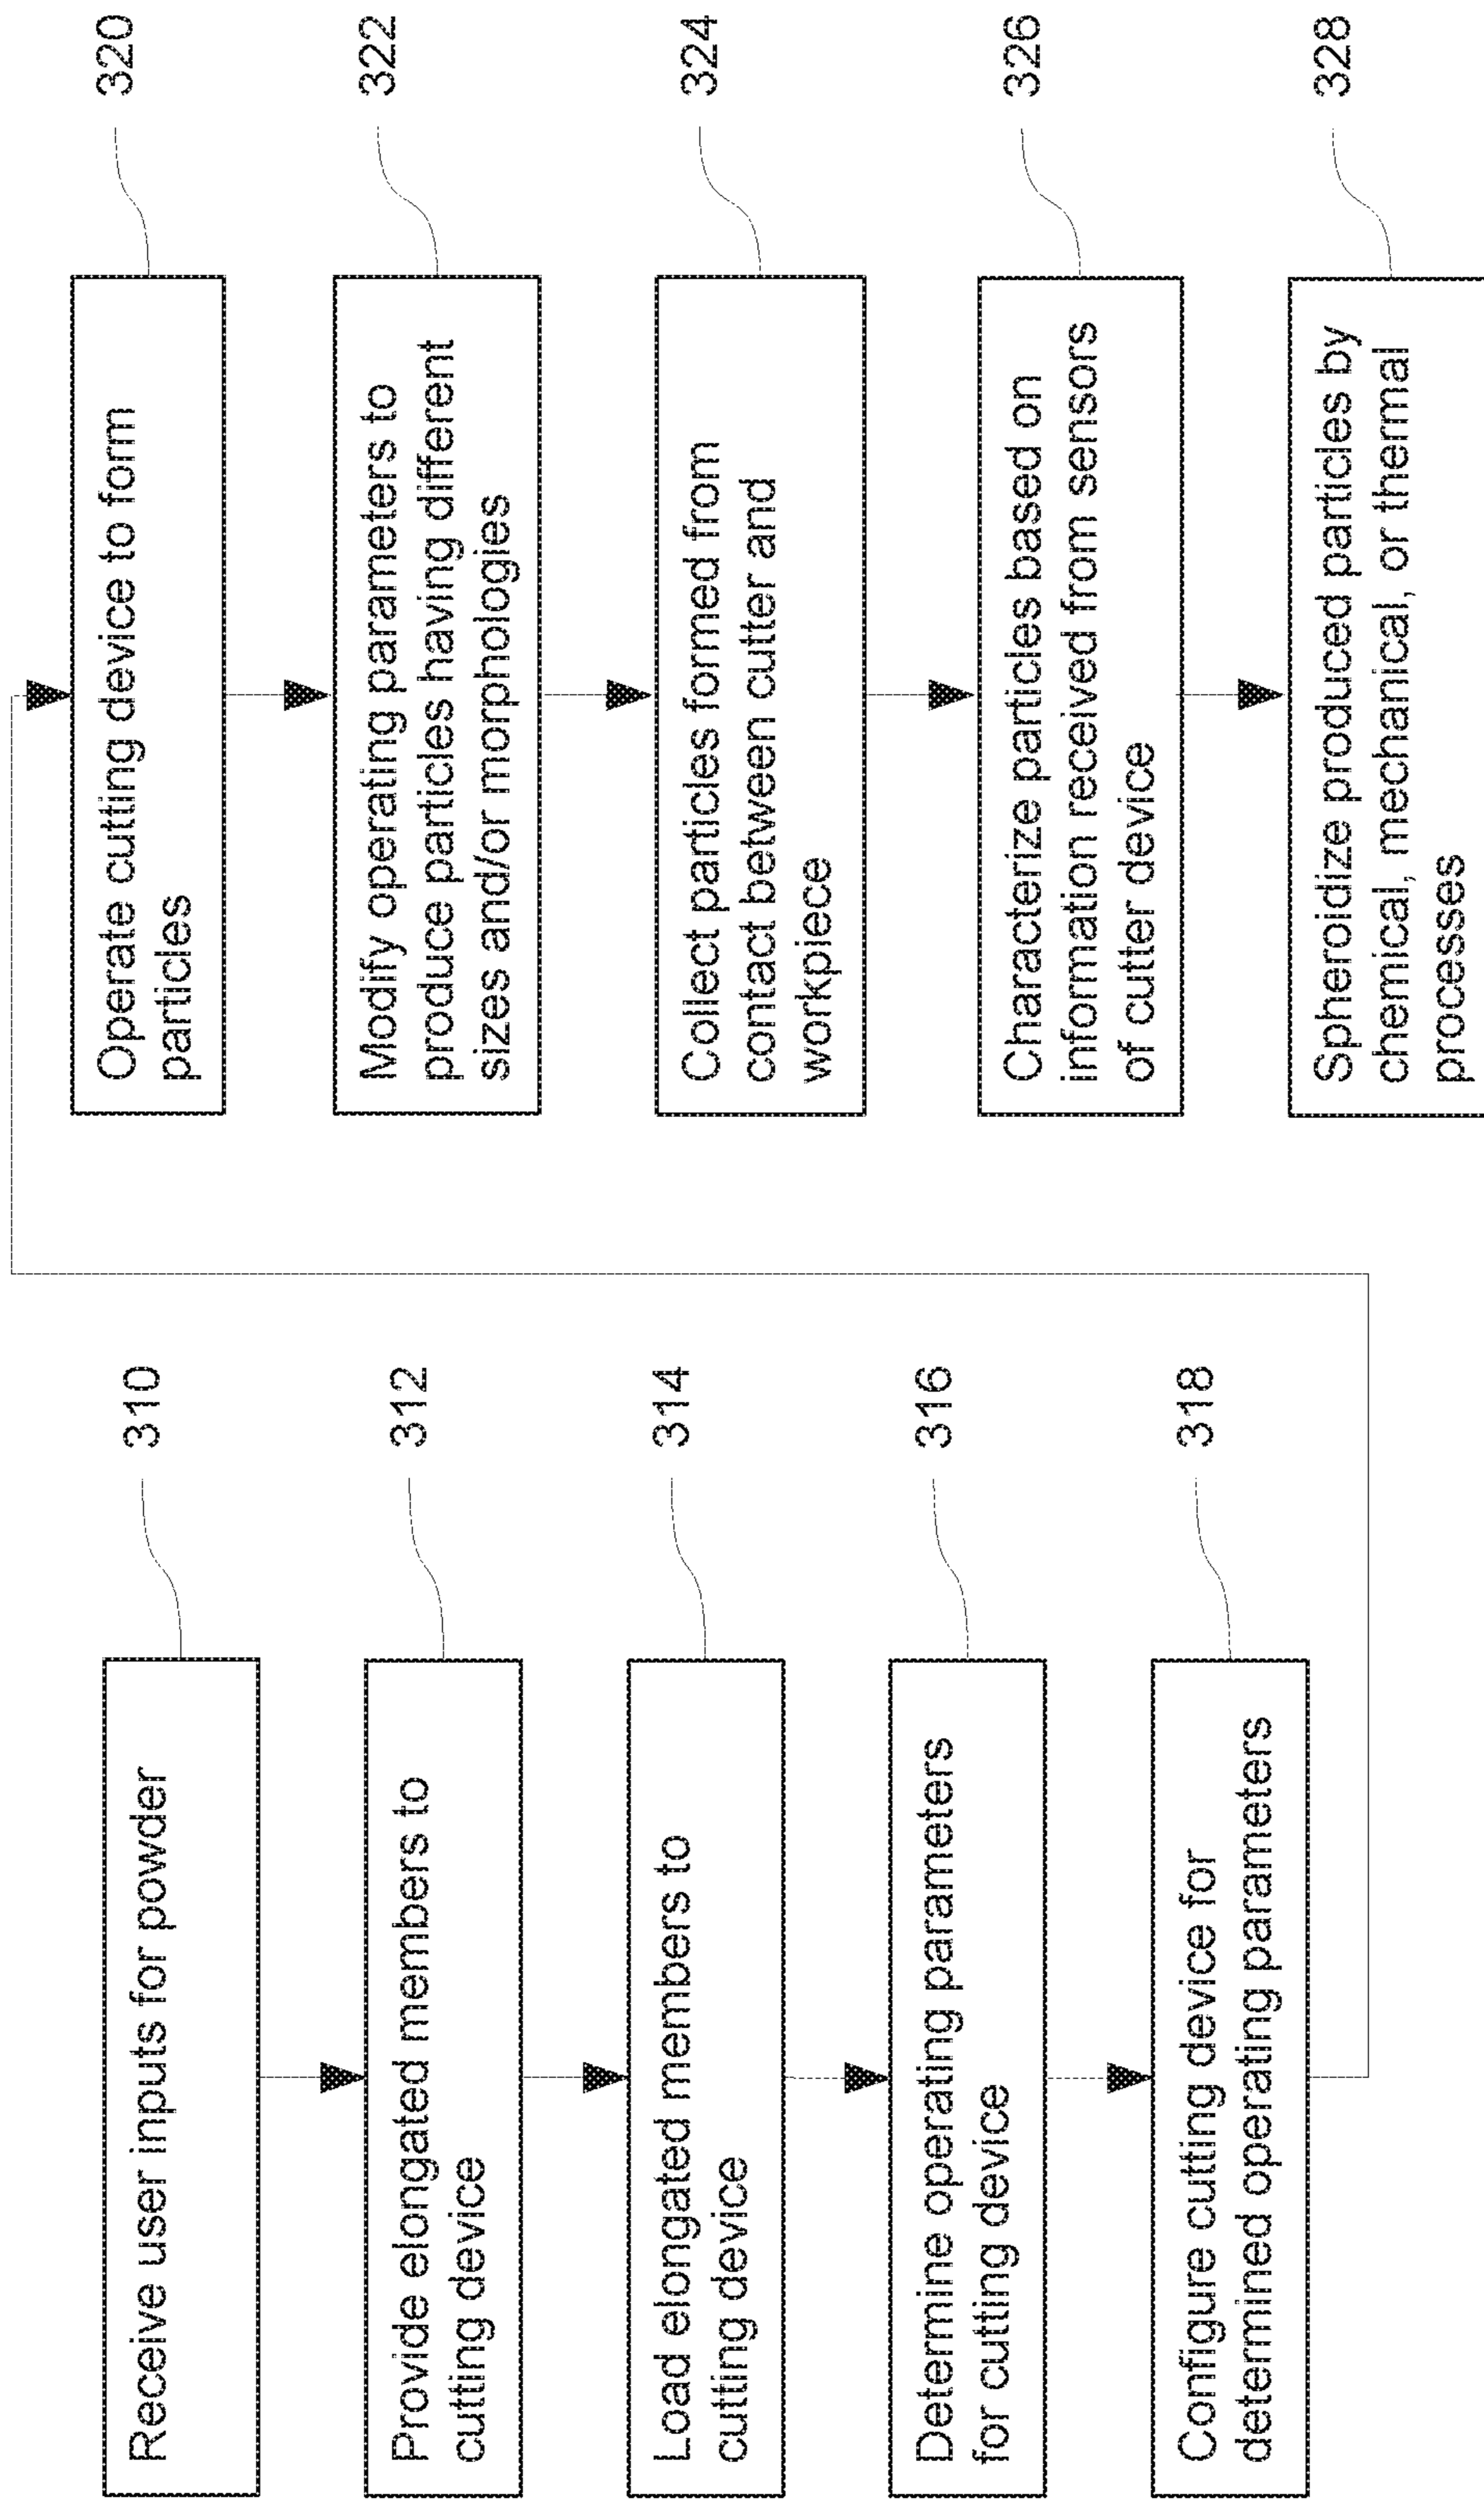 Receive user inputs for powder
310
Provide elongated members to
cutting device
312
Load elongated members to
cutting device
314
Determine operating parameters
for cutting device
316
Configure cutting device for
determined operating parameters
318
Operate cutting device to form
particles
320
Modify operating parameters to
produce particles having different
sizes and/or morphologies
322
Collect particles formed from
contact between cutter and
workpiece
324
Characterize particles based on
information received from sensors
of cutter device
326
Spheroidize produced particles by
chemical, mechanical, or thermal
processes
328